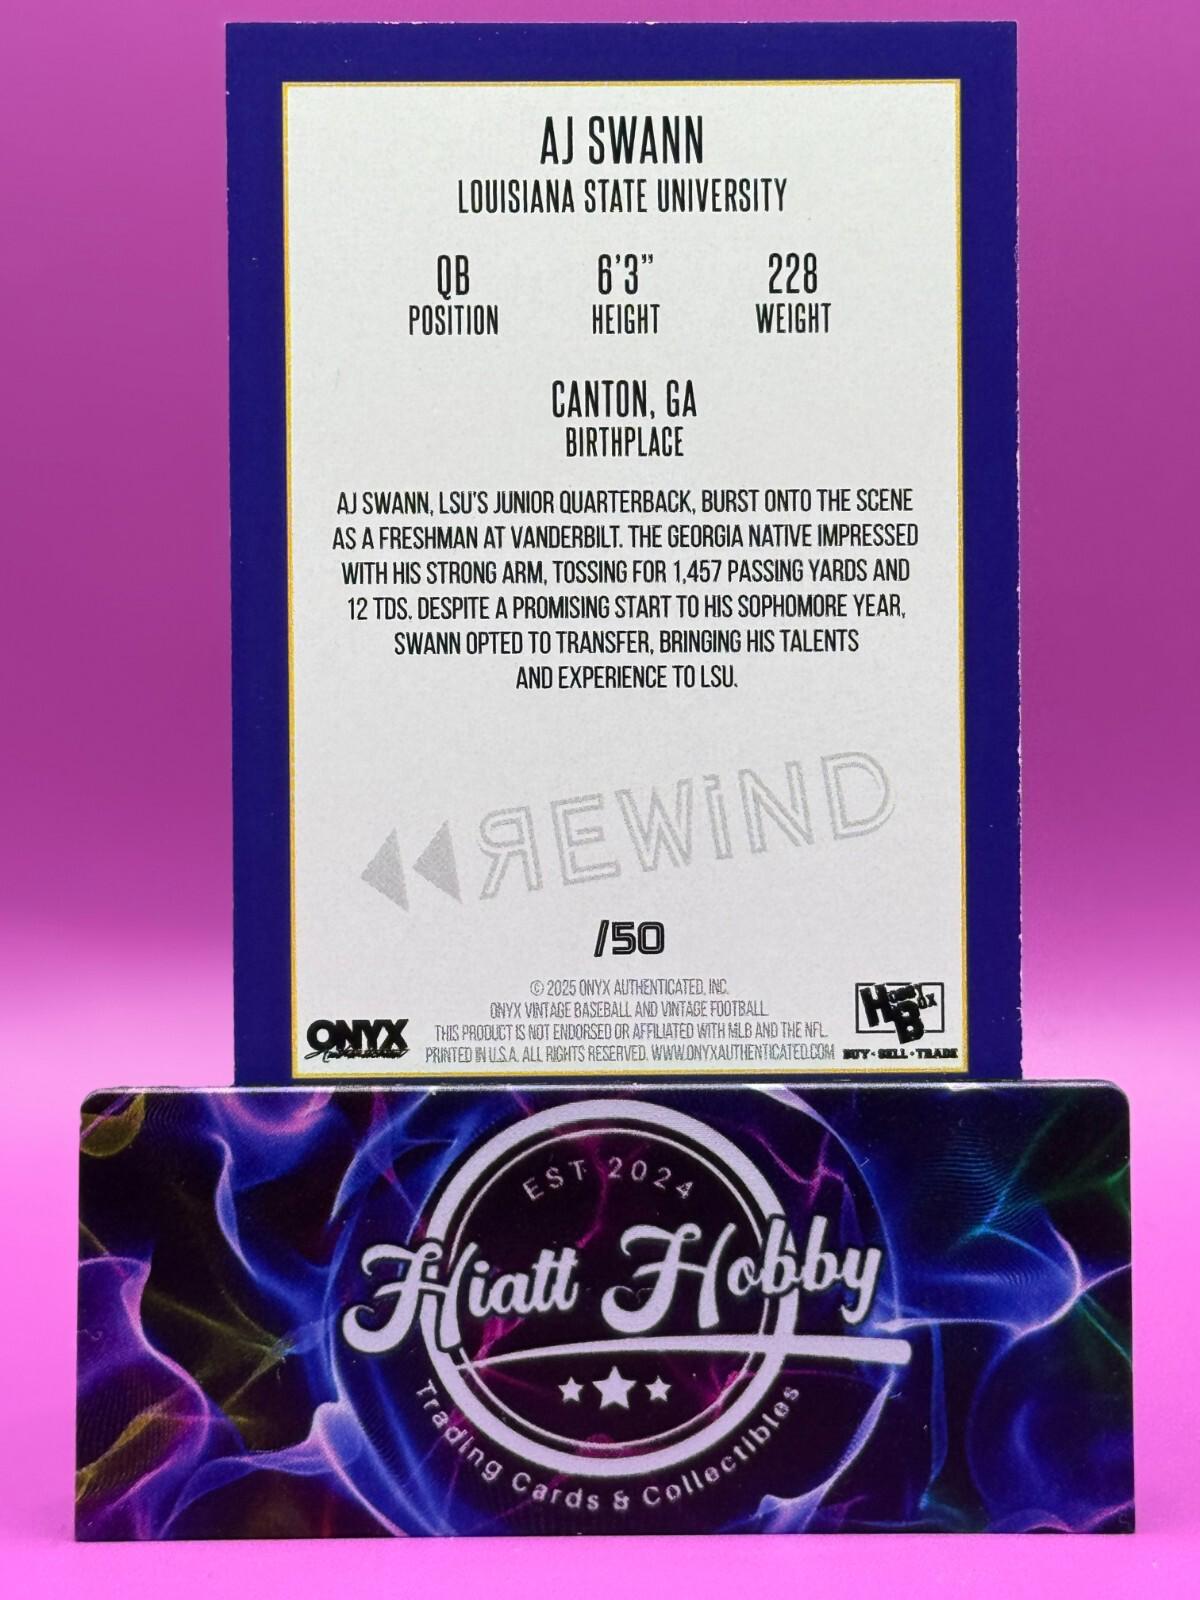 AJ SWANN
LOUISIANA STATE UNIVERSITY
QB 6'3" 228
POSITION HEIGHT WEIGHT
CANTON, GA
BIRTHPLACE
AJ SWANN, LSU'S JUNIOR QUARTERBACK, BURST ONTO THE SCENE
AS A FRESHMAN AT VANDERBILT. THE GEORGIA NATIVE IMPRESSED
WITH HIS STRONG ARM, TOSSING FOR 1,457 PASSING YARDS AND
12 TDS. DESPITE A PROMISING START TO HIS SOPHOMORE YEAR,
SWANN OPTED TO TRANSFER, BRINGING HIS TALENTS
AND EXPERIENCE TO LSU.
REWIND
/50
© 2025 ONYX AUTHENTICATED, INC.
ONYX VINTAGE BASEBALL AND VINTAGE FOOTBALL.
THIS PRODUCT IS NOT ENDORSED OR AFFILIATED WITH MLB AND THE NFL.
PRINTED IN U.S.A. ALL RIGHTS RESERVED. WWW.ONYXAUTHENTICATED.COM
ONYX
Authenticated
Hobby Box
BUY • SELL • TRADE
EST 2024
Hiatt Hobby
Trading Cards & Collectibles